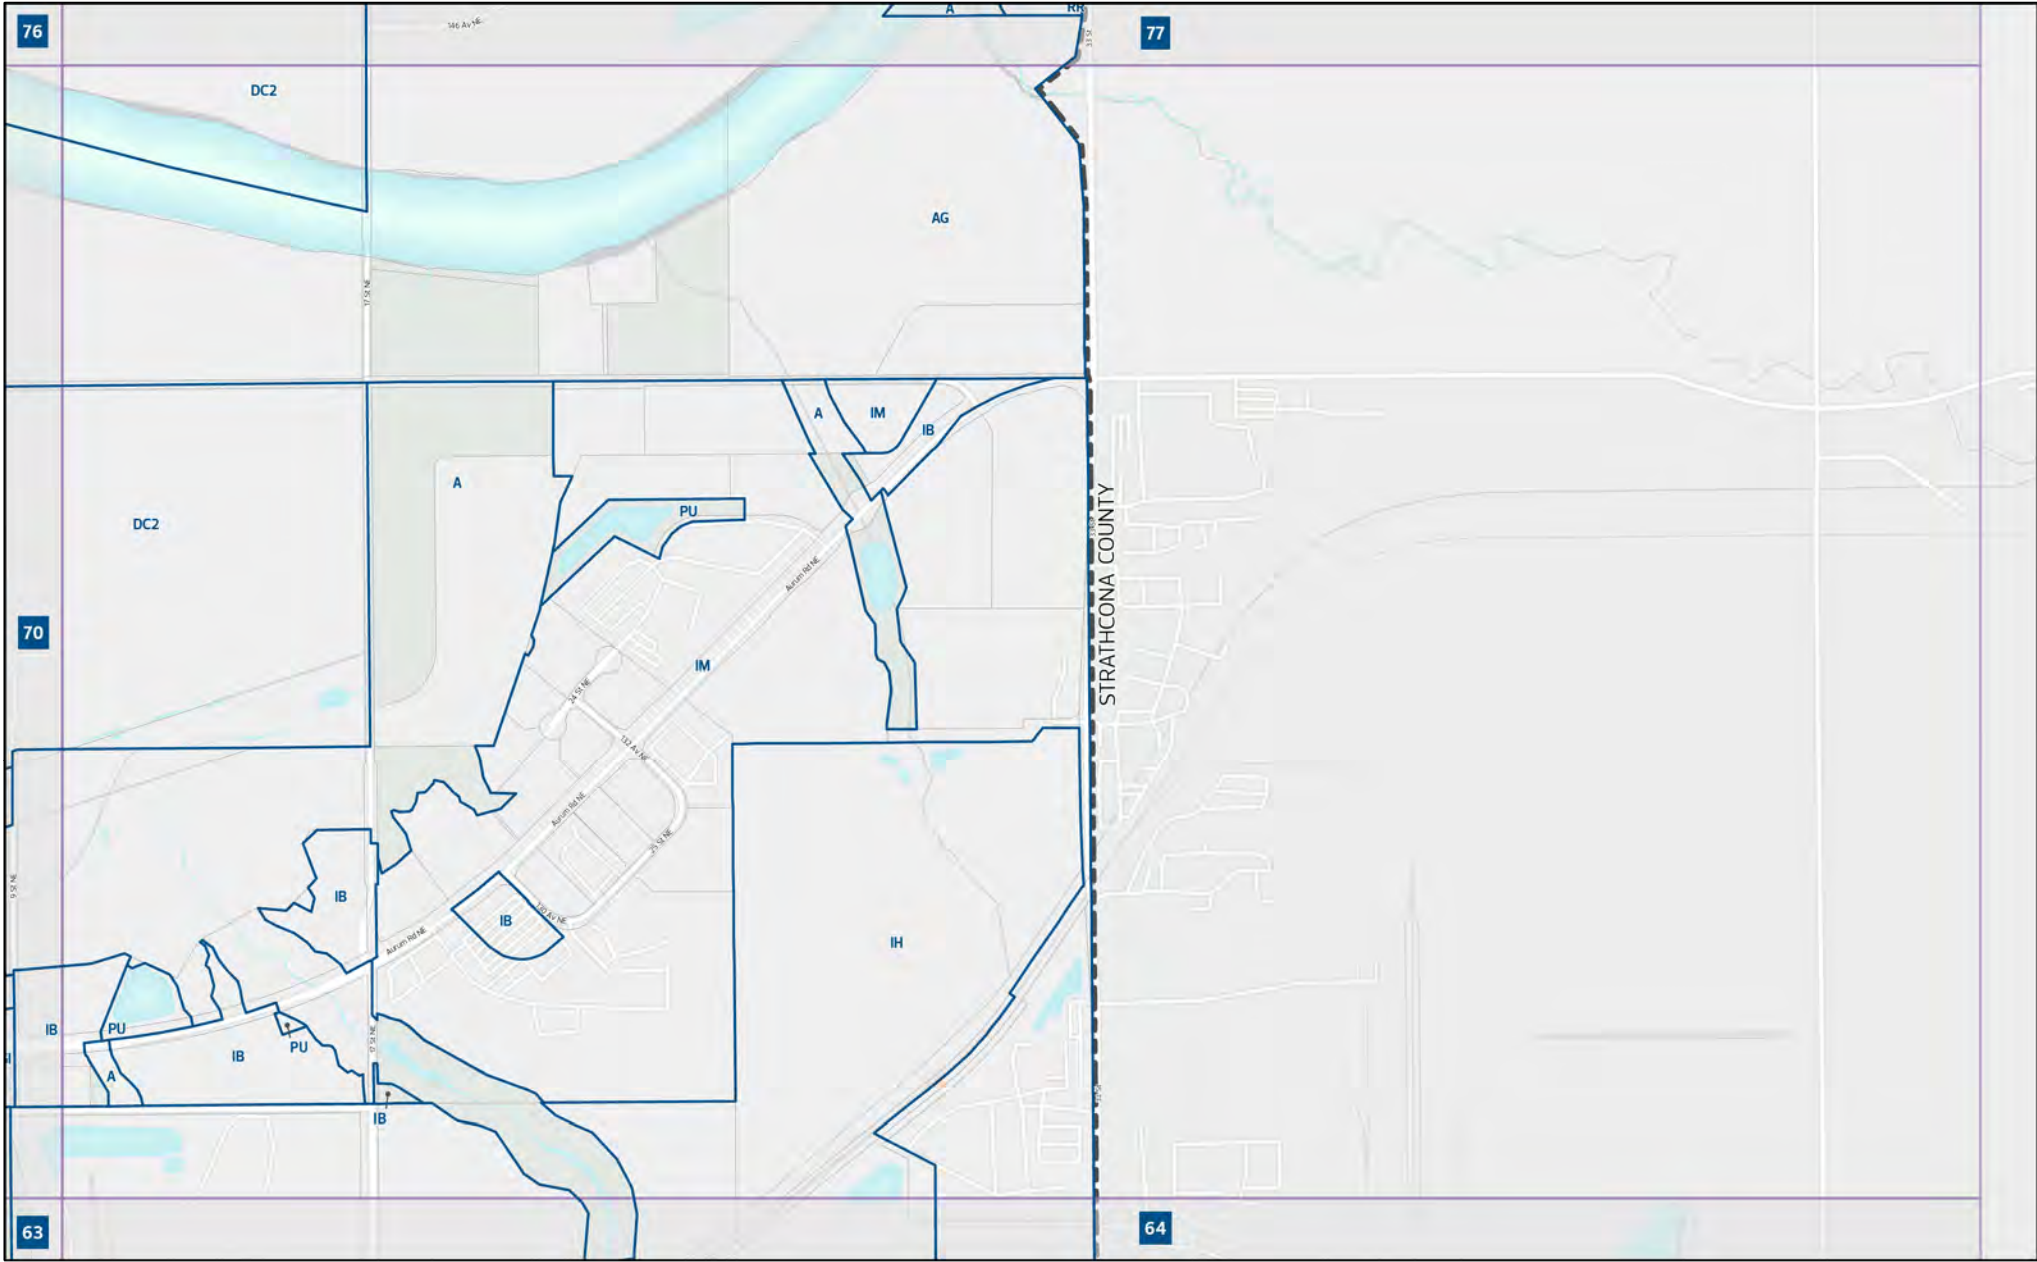 A
RR
76
146 Av NE
77
33 St
DC2
AG
17 St NE
A
IM
IB
A
PU
DC2
STRATHCONA COUNTY
Aurum Rd NE
70
IM
24 St NE
132 Av NE
Aurum Rd NE
25 St NE
9 St NE
IB
IB
130 Av NE
Aurum Rd NE
IH
IB
PU
17 St NE
PU
IB
A
IB
63
64